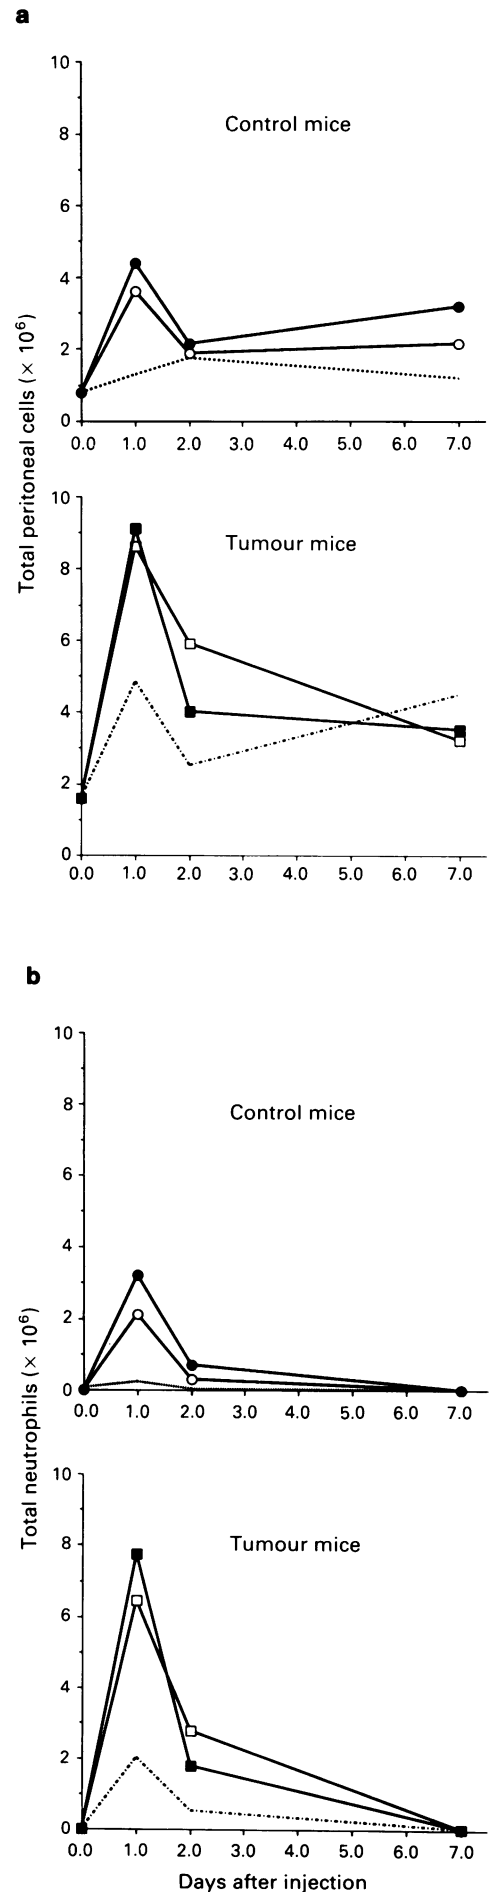 a
Total peritoneal cells (× 10⁶)
10
8
6
4
2
0
Control mice
0.0 1.0 2.0 3.0 4.0 5.0 6.0 7.0
10
8
6
4
2
0
Tumour mice
0.0 1.0 2.0 3.0 4.0 5.0 6.0 7.0
b
Total neutrophils (× 10⁶)
10
8
6
4
2
0
Control mice
0.0 1.0 2.0 3.0 4.0 5.0 6.0 7.0
10
8
6
4
2
0
Tumour mice
0.0 1.0 2.0 3.0 4.0 5.0 6.0 7.0
Days after injection